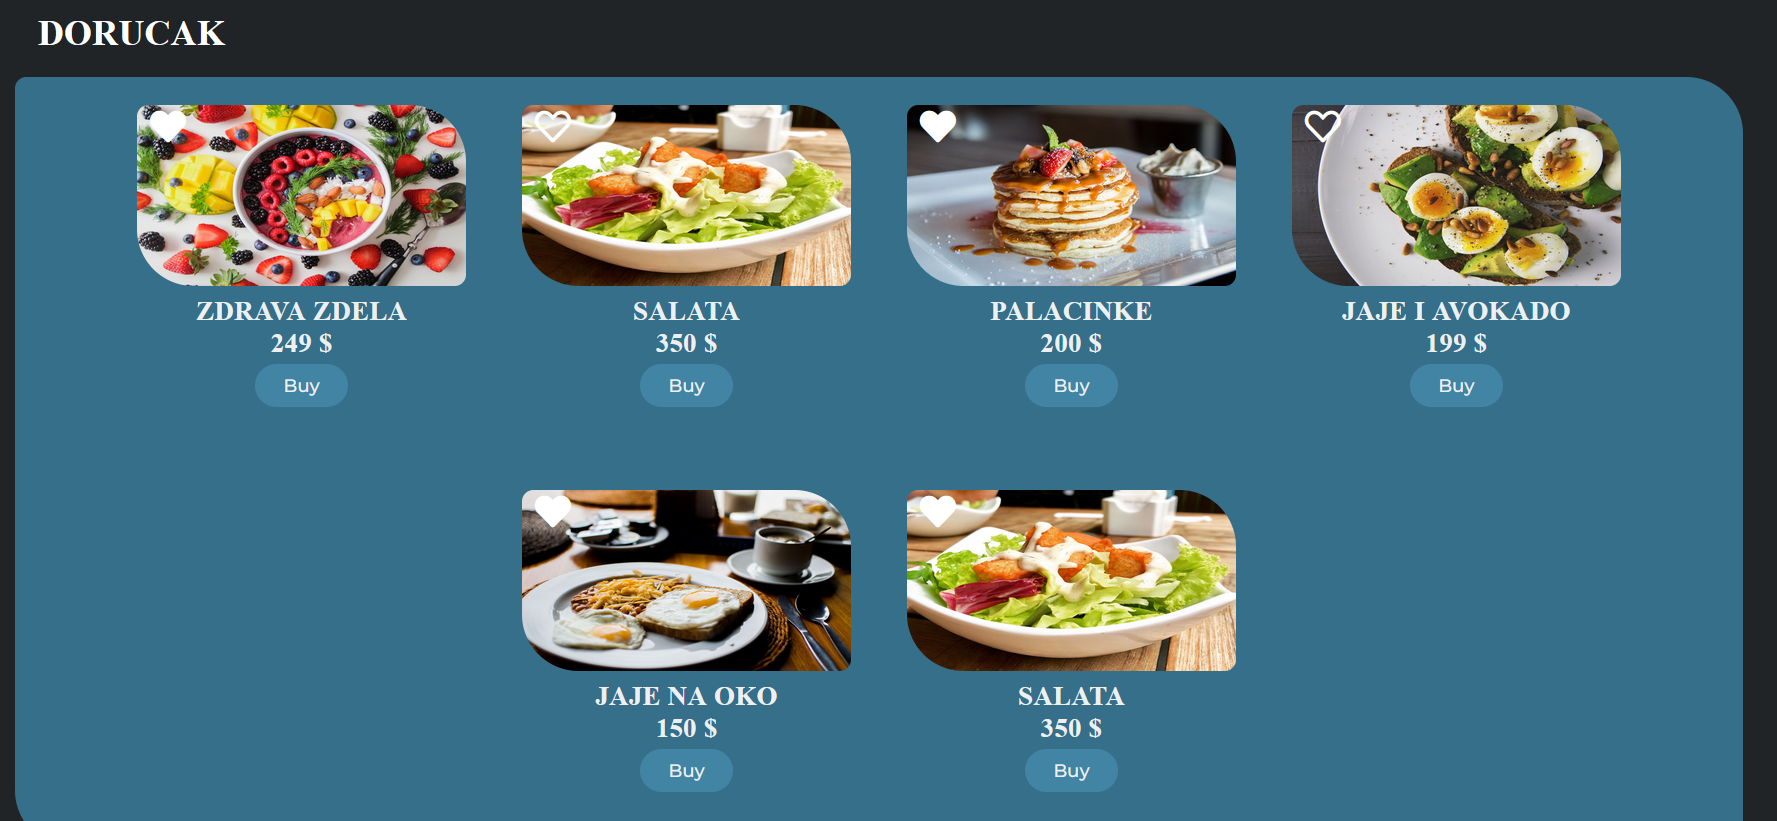 DORUCAK
ZDRAVA ZDELA
249 $
Buy
SALATA
350 $
Buy
PALACINKE
200 $
Buy
JAJE I AVOKADO
199 $
Buy
JAJE NA OKO
150 $
Buy
SALATA
350 $
Buy